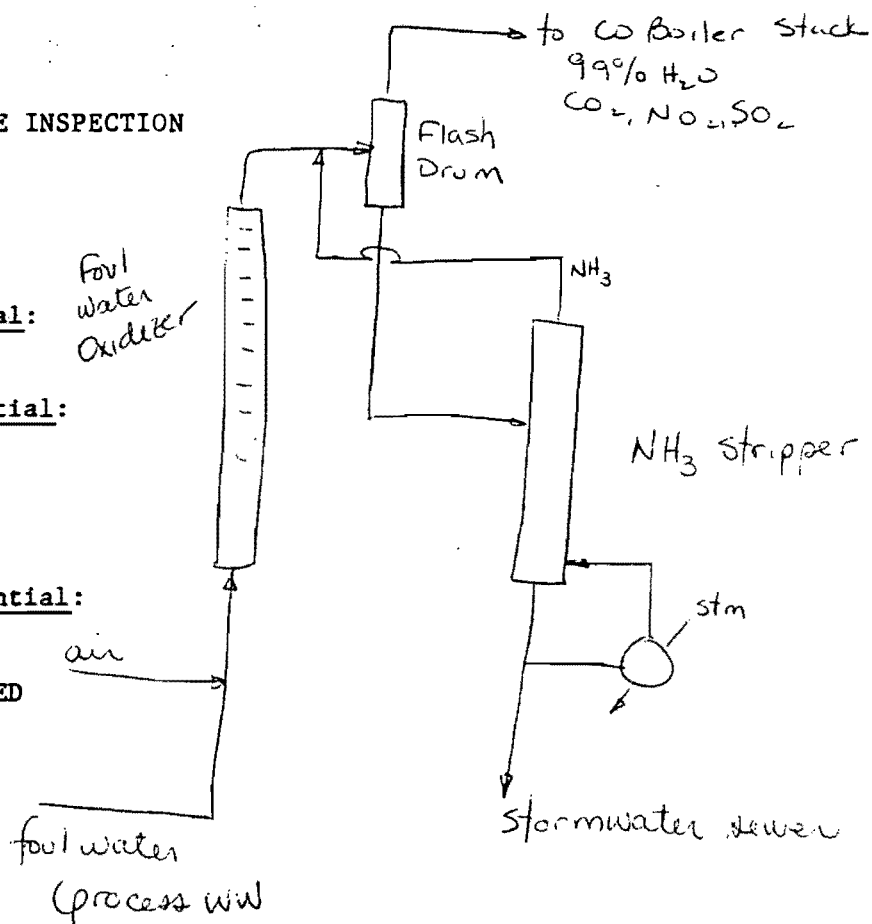 to CO Boiler Stack
99% H₂O
CO₂, NO₂, SO₂
E INSPECTION
Flash
Drum
NH₃
Foul
water
Oxidizer
al:
tial:
NH₃ stripper
ntial:
stm
air
ED
foul water
(process WW
stormwater sewer